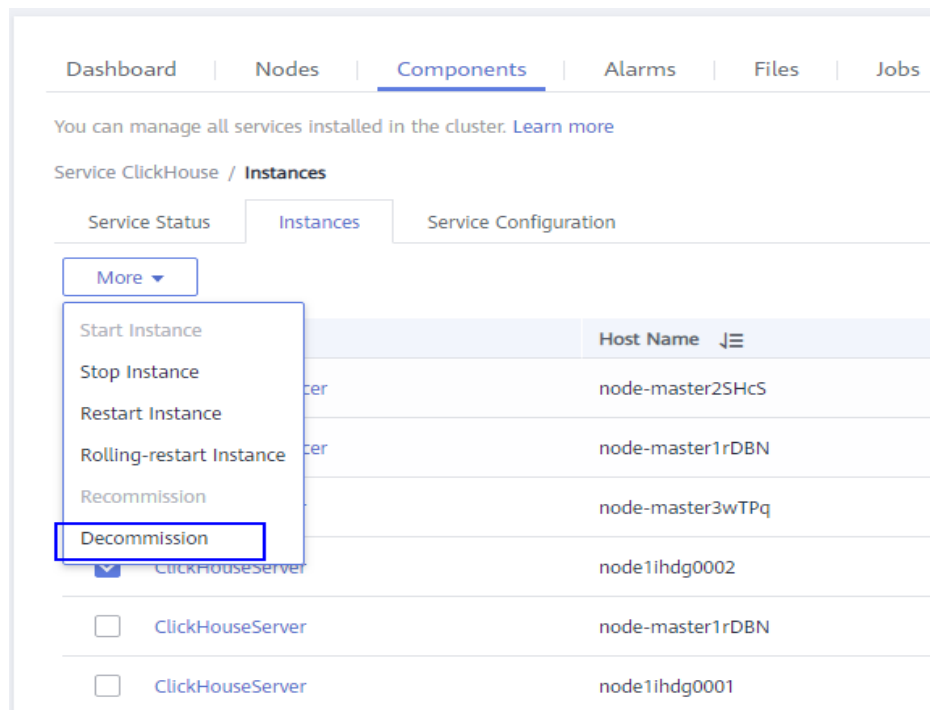 Dashboard Nodes Components Alarms Files Jobs
You can manage all services installed in the cluster. Learn more
Service ClickHouse / Instances
Service Status Instances Service Configuration
More
Start Instance
Stop Instance
Restart Instance
Rolling-restart Instance
Recommission
Decommission
Host Name
node-master2SHcS
node-master1rDBN
node-master3wTPq
ClickHouseServer node1ihdg0002
ClickHouseServer node-master1rDBN
ClickHouseServer node1ihdg0001